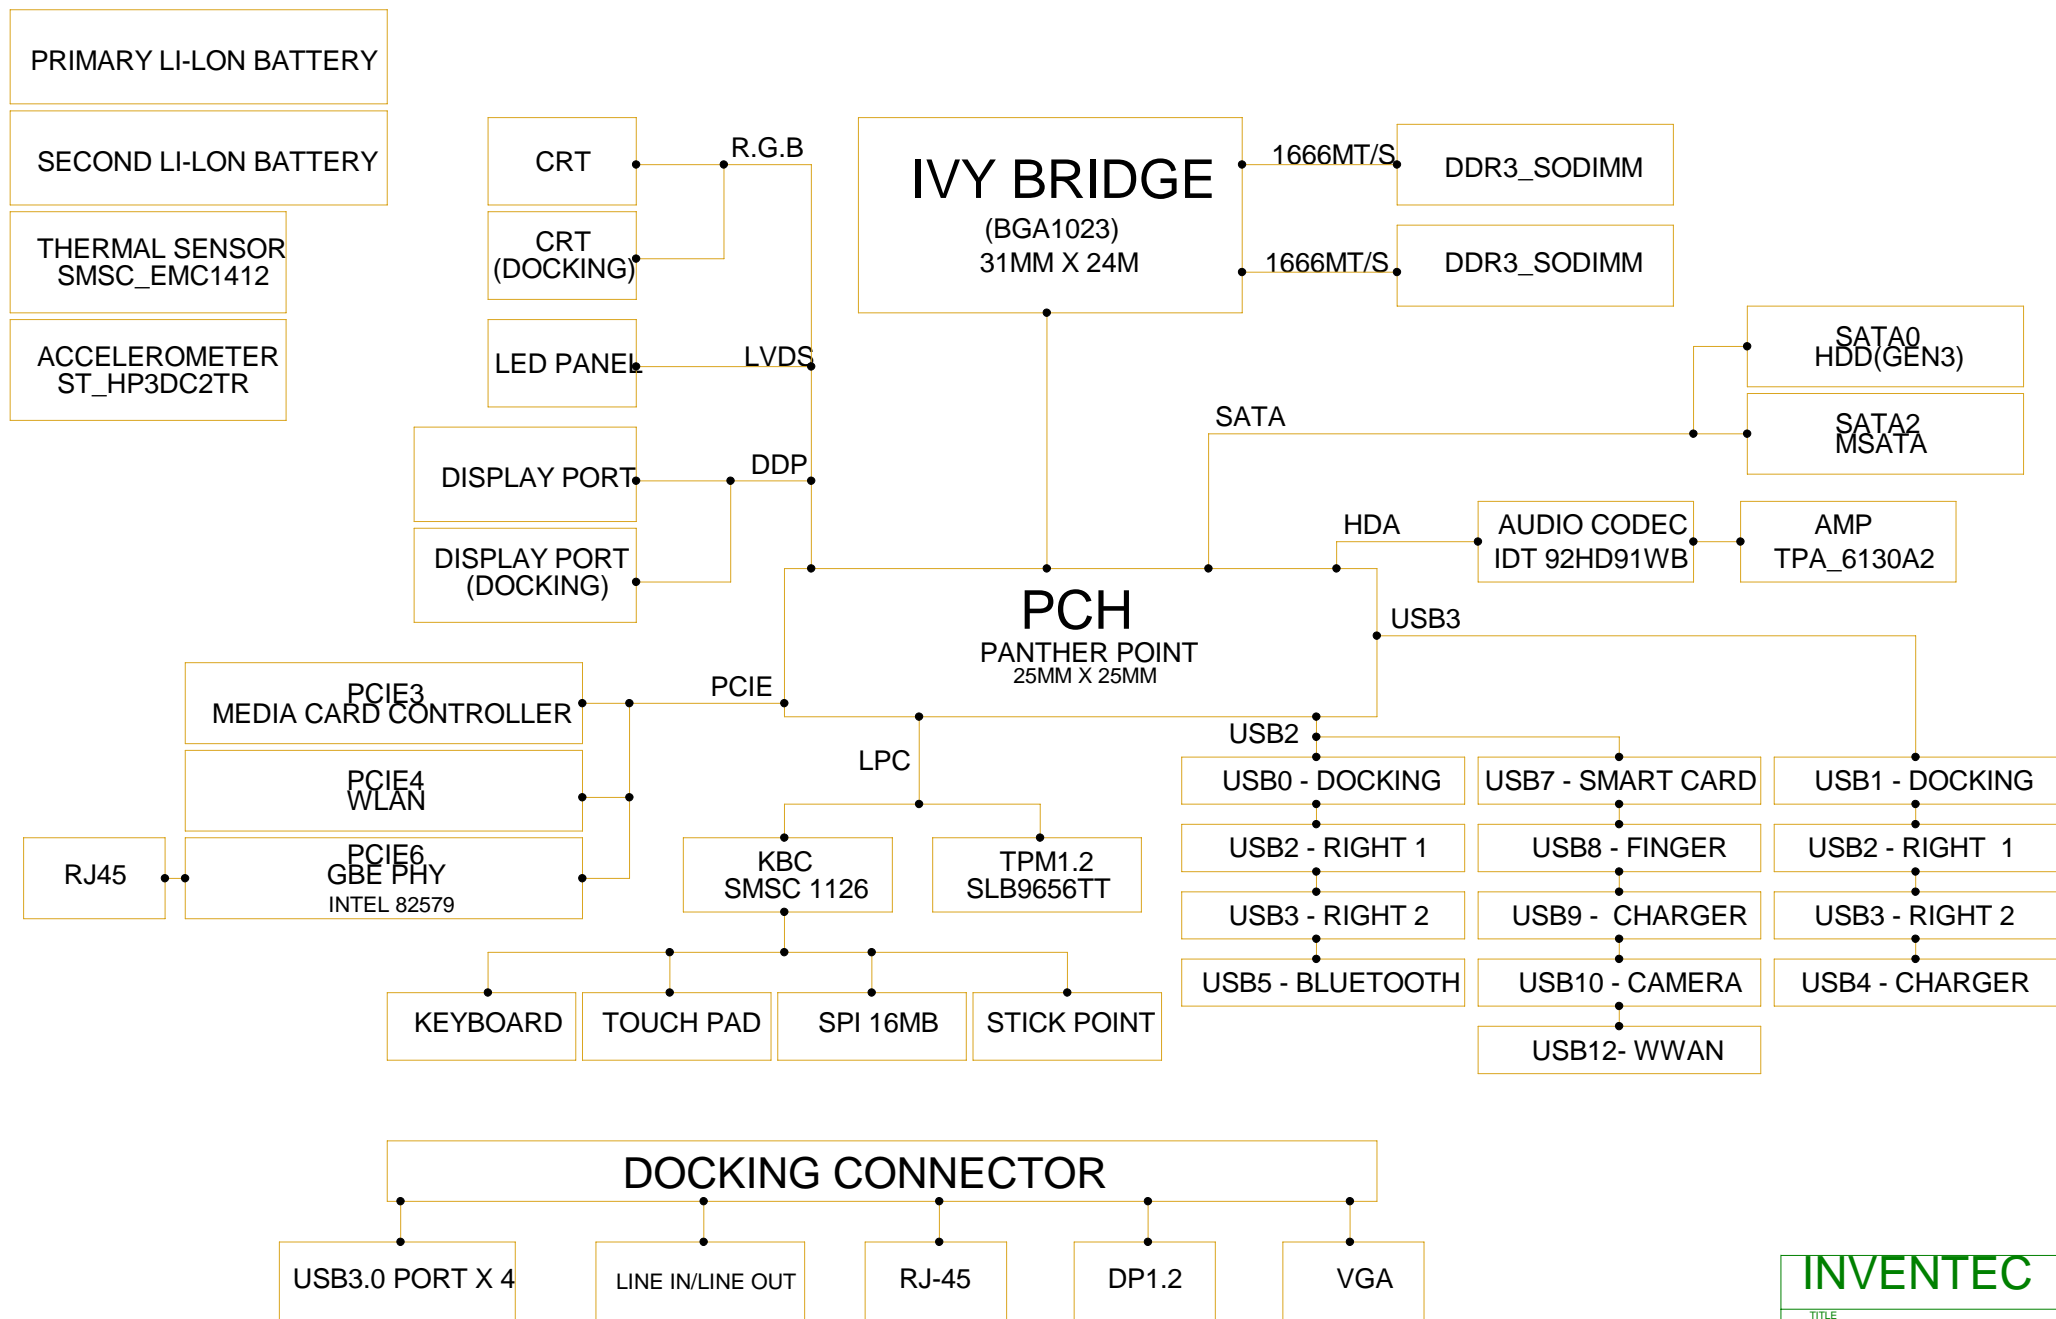 PRIMARY LI-LON BATTERY
SECOND LI-LON BATTERY
THERMAL SENSOR
SMSC_EMC1412
ACCELEROMETER
ST_HP3DC2TR
CRT
R.G.B
CRT
(DOCKING)
LED PANEL
LVDS
DISPLAY PORT
DDP
DISPLAY PORT
(DOCKING)
IVY BRIDGE
(BGA1023)
31MM X 24M
1666MT/S
DDR3_SODIMM
1666MT/S
DDR3_SODIMM
SATA
SATA0
HDD(GEN3)
SATA2
MSATA
HDA
AUDIO CODEC
IDT 92HD91WB
AMP
TPA_6130A2
PCH
PANTHER POINT
25MM X 25MM
USB3
PCIE
PCIE3
MEDIA CARD CONTROLLER
PCIE4
WLAN
RJ45
PCIE6
GBE PHY
INTEL 82579
LPC
KBC
SMSC 1126
TPM1.2
SLB9656TT
KEYBOARD
TOUCH PAD
SPI 16MB
STICK POINT
USB2
USB0 - DOCKING
USB2 - RIGHT 1
USB3 - RIGHT 2
USB5 - BLUETOOTH
USB7 - SMART CARD
USB8 - FINGER
USB9 -  CHARGER
USB10 - CAMERA
USB12- WWAN
USB1 - DOCKING
USB2 - RIGHT  1
USB3 - RIGHT 2
USB4 - CHARGER
DOCKING CONNECTOR
USB3.0 PORT X 4
LINE IN/LINE OUT
RJ-45
DP1.2
VGA
INVENTEC
TITLE